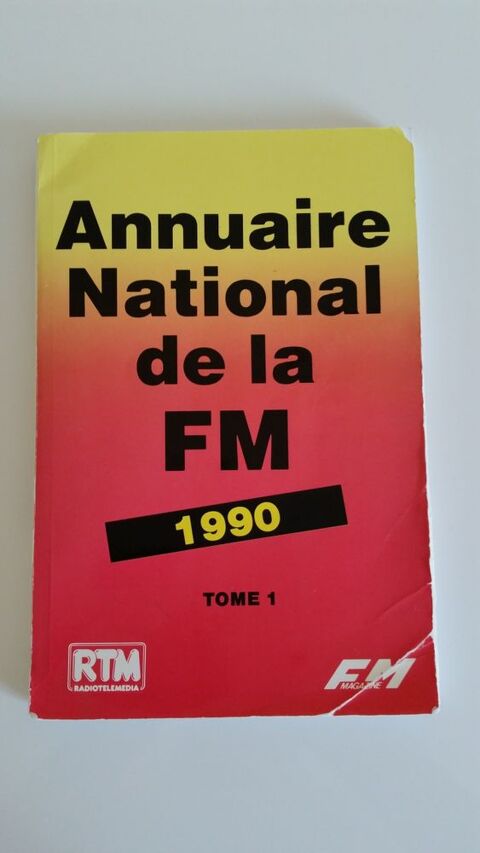 Annuaire
National
de la
FM
1990
TOME 1
RTM
RADIOTELEMEDIA
FM
MAGAZINE